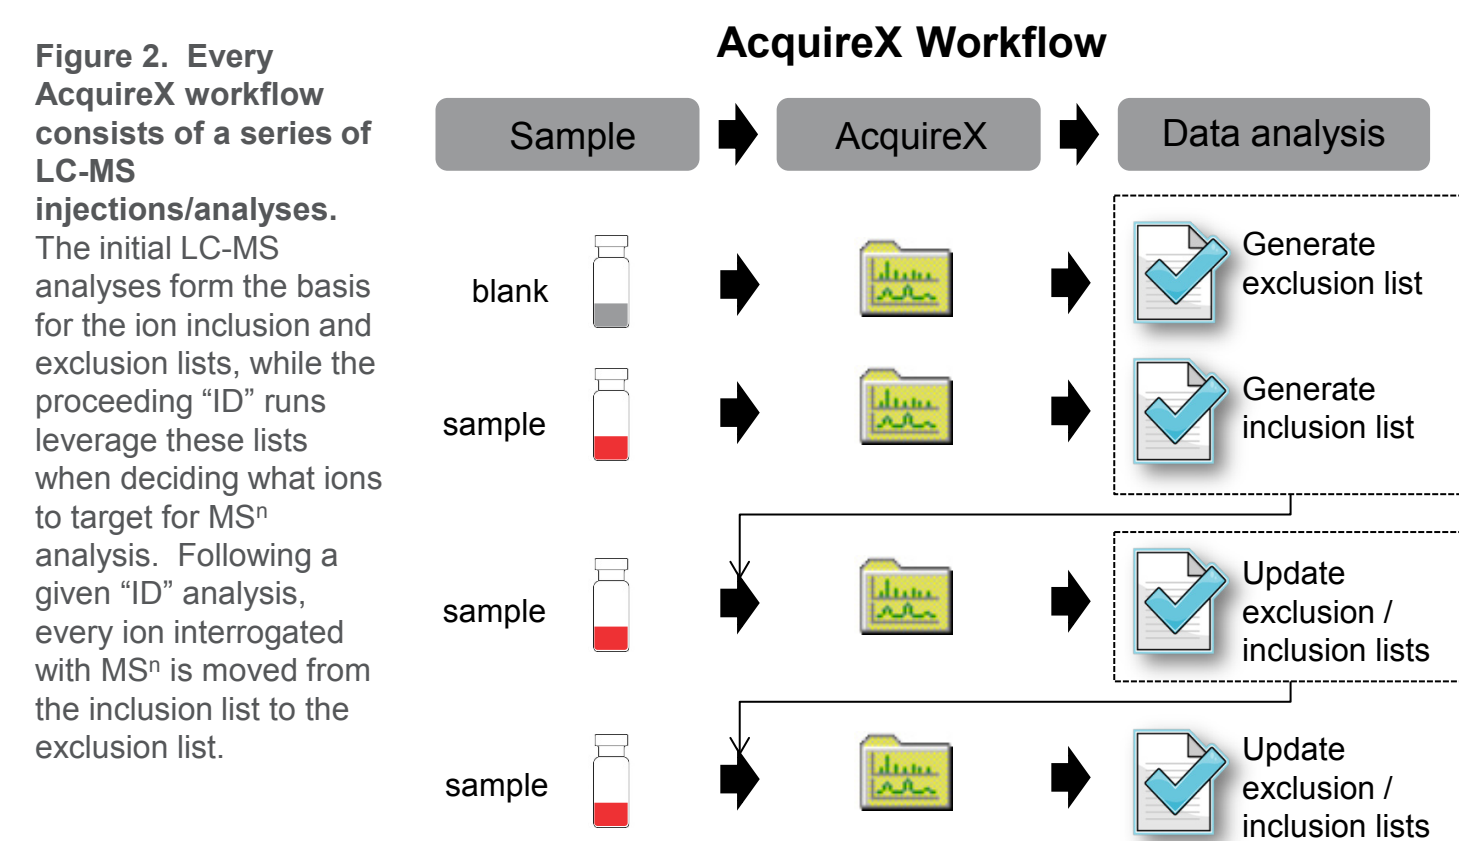 Figure 2.  Every
AcquireX workflow
consists of a series of
LC-MS
injections/analyses.
The initial LC-MS
analyses form the basis
for the ion inclusion and
exclusion lists, while the
proceeding “ID” runs
leverage these lists
when deciding what ions
to target for MSⁿ
analysis.  Following a
given “ID” analysis,
every ion interrogated
with MSⁿ is moved from
the inclusion list to the
exclusion list.
AcquireX Workflow
Sample
AcquireX
Data analysis
blank
Generate
exclusion list
sample
Generate
inclusion list
sample
Update
exclusion /
inclusion lists
sample
Update
exclusion /
inclusion lists